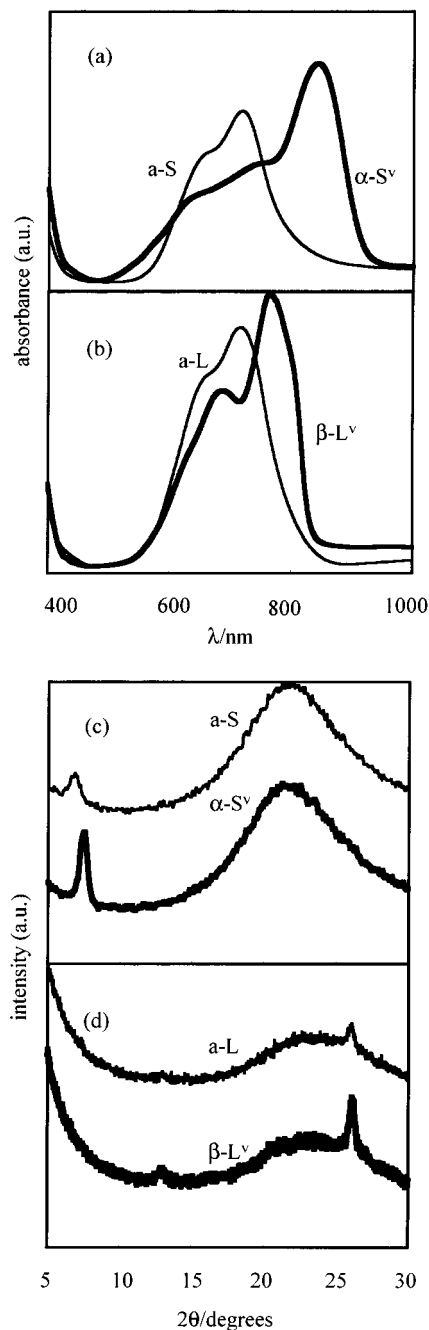 (a)
a-S
α-Sᵛ
absorbance (a.u.)
(b)
a-L
β-Lᵛ
400 600 800 1000
λ/nm
(c)
a-S
α-Sᵛ
intensity (a.u.)
(d)
a-L
β-Lᵛ
5 10 15 20 25 30
2θ/degrees